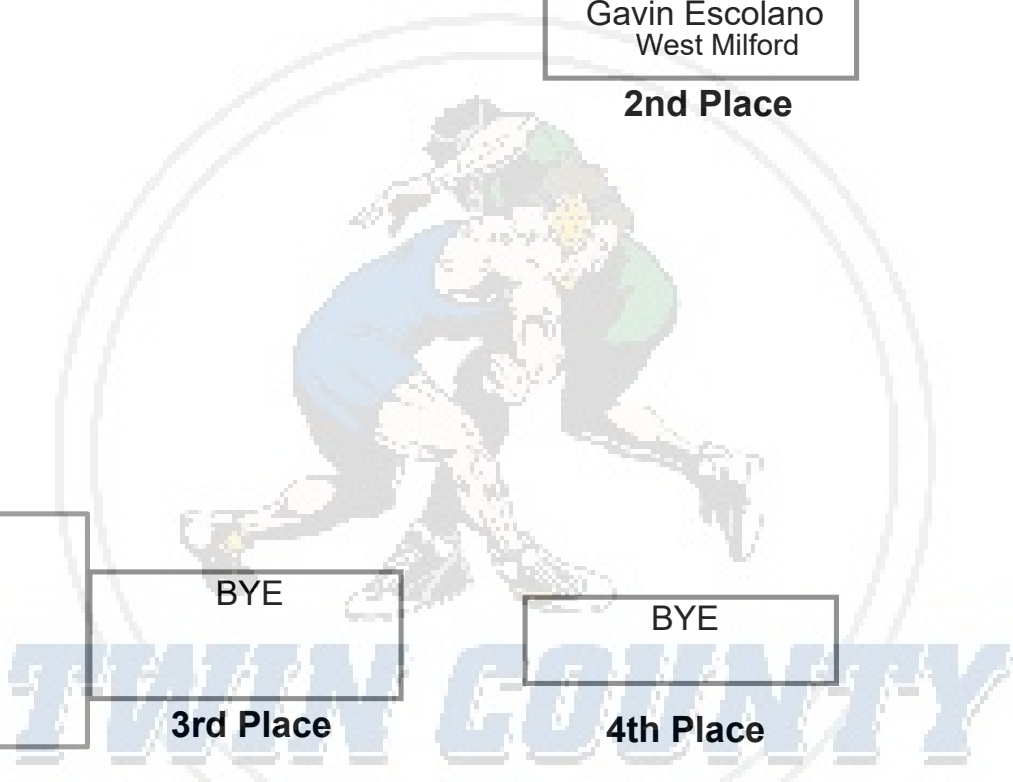 Gavin Escolano
West Milford
2nd Place
BYE
BYE
3rd Place
4th Place
TWIN COUNTY